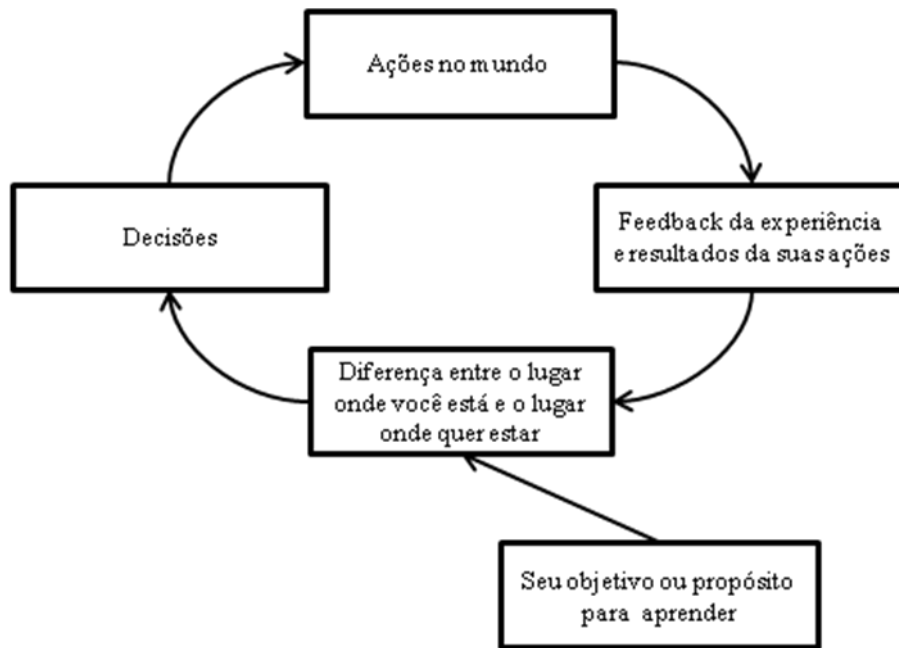 Ações no mundo
Decisões
Feedback da experiência
e resultados da suas ações
Diferença entre o lugar
onde você está e o lugar
onde quer estar
Seu objetivo ou propósito
para aprender